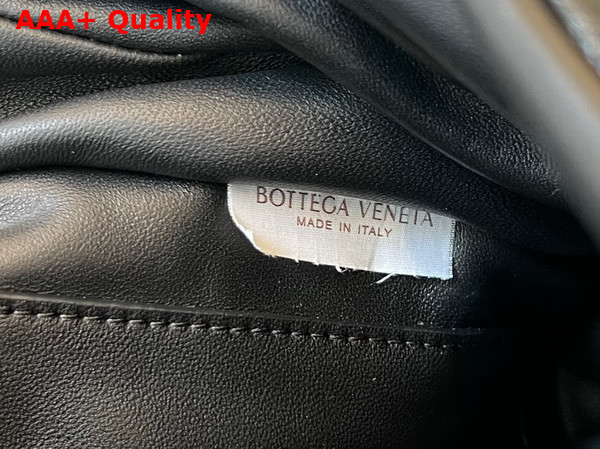 AAA+ Quality
BOTTEGA VENETA
MADE IN ITALY